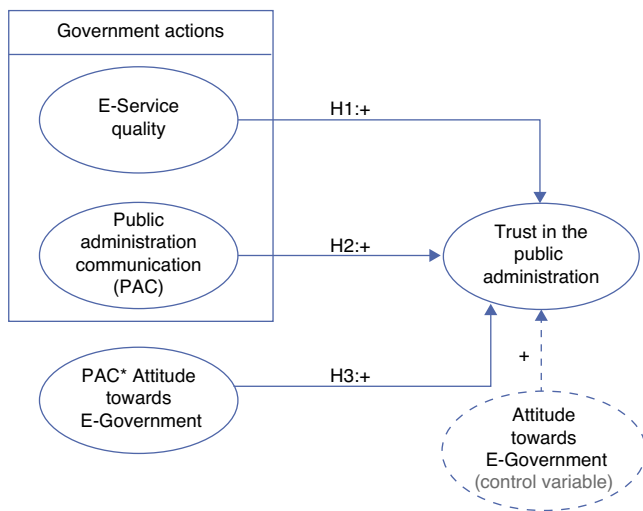 Government actions
E-Service
quality
H1:+
Public
administration
communication
(PAC)
H2:+
Trust in the
public
administration
PAC* Attitude
towards
E-Government
H3:+
+
Attitude
towards
E-Government
(control variable)